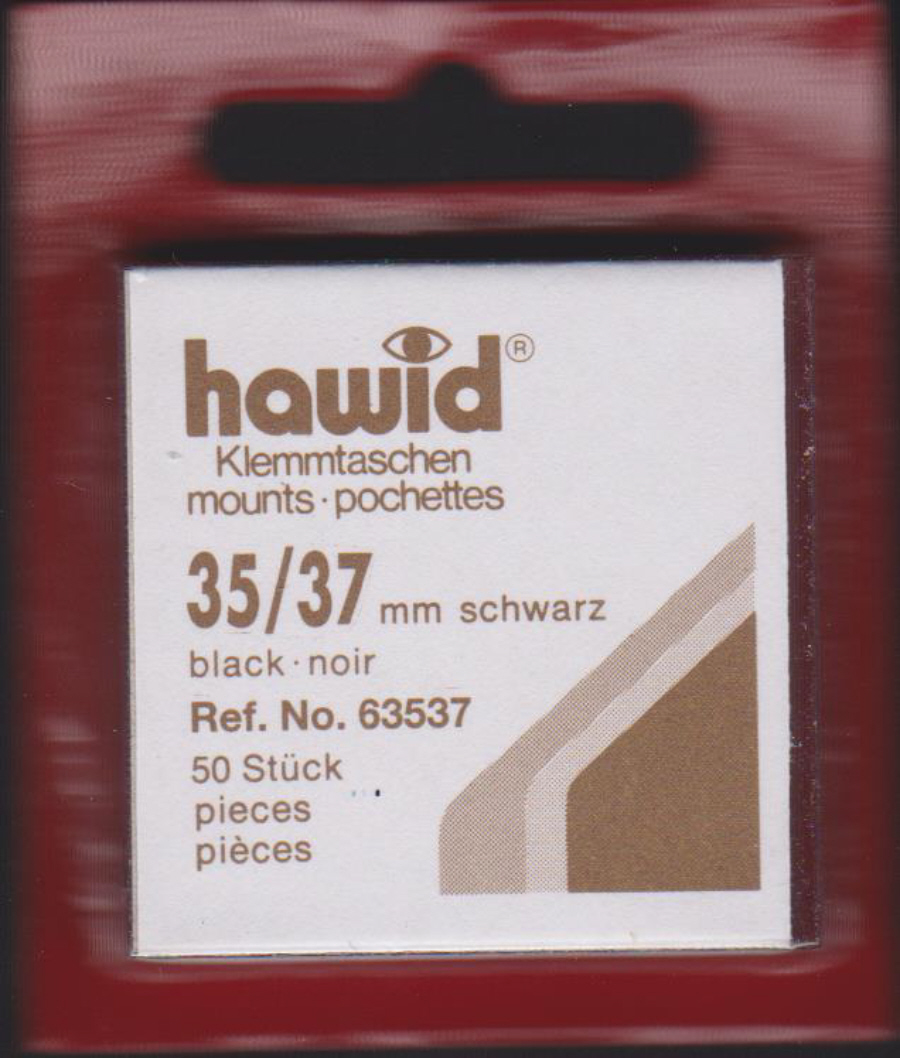 hawid®
Klemmtaschen
mounts · pochettes
35/37 mm schwarz
black · noir
Ref. No. 63537
50 Stück
pieces
pièces